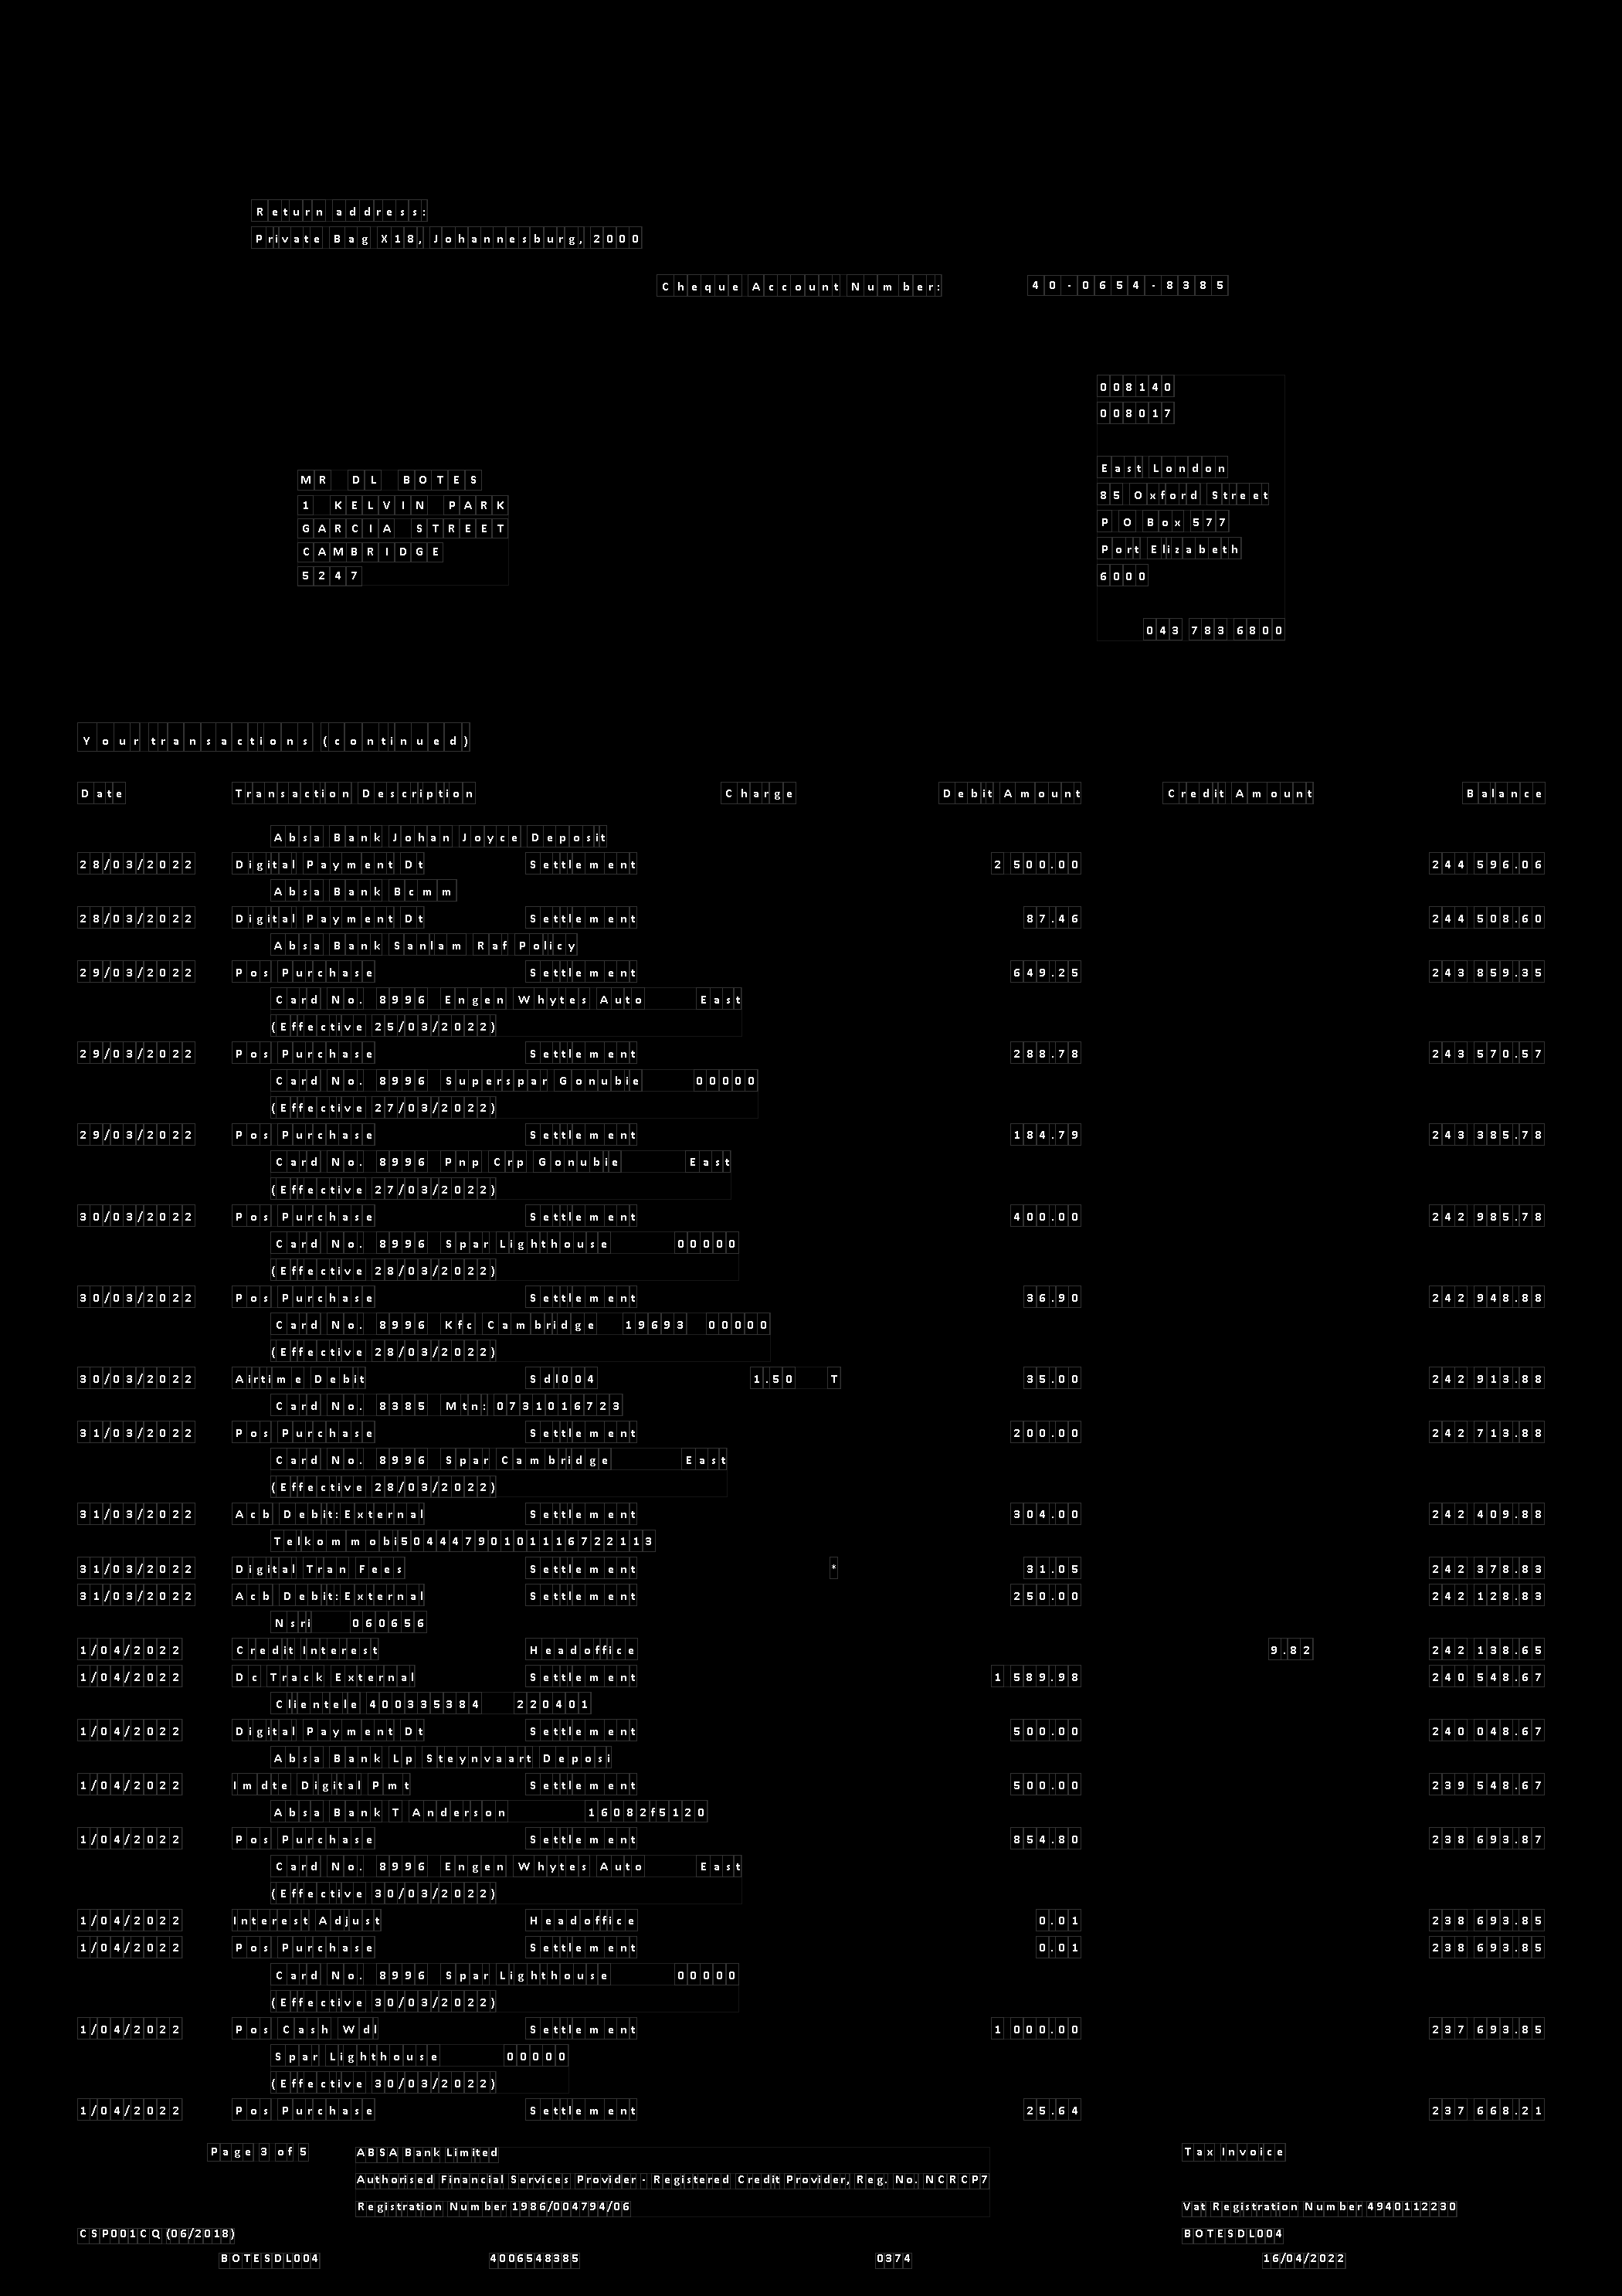 Return address:
Private Bag X18, Johannesburg, 2000
Cheque Account Number: 40-0654-8385
008140
008017
East London
85 Oxford Street
P O Box 577
Port Elizabeth
6000
043 783 6800
MR DL BOTES
1 KELVIN PARK
GARCIA STREET
CAMBRIDGE
5247
Your transactions (continued)
Date Transaction Description Charge Debit Amount Credit Amount Balance
Absa Bank Johan Joyce Deposit
28/03/2022 Digital Payment Dt Settlement 2 500.00 244 596.06
Absa Bank Bcmm
28/03/2022 Digital Payment Dt Settlement 87.46 244 508.60
Absa Bank Sanlam Raf Policy
29/03/2022 Pos Purchase Settlement 649.25 243 859.35
Card No. 8996 Engen Whytes Auto East
(Effective 25/03/2022)
29/03/2022 Pos Purchase Settlement 288.78 243 570.57
Card No. 8996 Superspar Gonubie 00000
(Effective 27/03/2022)
29/03/2022 Pos Purchase Settlement 184.79 243 385.78
Card No. 8996 Pnp Crp Gonubie East
(Effective 27/03/2022)
30/03/2022 Pos Purchase Settlement 400.00 242 985.78
Card No. 8996 Spar Lighthouse 00000
(Effective 28/03/2022)
30/03/2022 Pos Purchase Settlement 36.90 242 948.88
Card No. 8996 Kfc Cambridge 19693 00000
(Effective 28/03/2022)
30/03/2022 Airtime Debit Sdl004 1.50 T 35.00 242 913.88
Card No. 8385 Mtn: 0731016723
31/03/2022 Pos Purchase Settlement 200.00 242 713.88
Card No. 8996 Spar Cambridge East
(Effective 28/03/2022)
31/03/2022 Acb Debit:External Settlement 304.00 242 409.88
Telkommobi50444790101116722113
31/03/2022 Digital Tran Fees Settlement * 31.05 242 378.83
31/03/2022 Acb Debit:External Settlement 250.00 242 128.83
Nsri 060656
1/04/2022 Credit Interest Headoffice 9.82 242 138.65
1/04/2022 Dc Track External Settlement 1 589.98 240 548.67
Clientele 400335384 220401
1/04/2022 Digital Payment Dt Settlement 500.00 240 048.67
Absa Bank Lp Steynvaart Deposi
1/04/2022 Imdte Digital Pmt Settlement 500.00 239 548.67
Absa Bank T Anderson 16082f5120
1/04/2022 Pos Purchase Settlement 854.80 238 693.87
Card No. 8996 Engen Whytes Auto East
(Effective 30/03/2022)
1/04/2022 Interest Adjust Headoffice 0.01 238 693.85
1/04/2022 Pos Purchase Settlement 0.01 238 693.85
Card No. 8996 Spar Lighthouse 00000
(Effective 30/03/2022)
1/04/2022 Pos Cash Wdl Settlement 1 000.00 237 693.85
Spar Lighthouse 00000
(Effective 30/03/2022)
1/04/2022 Pos Purchase Settlement 25.64 237 668.21
Page 3 of 5 ABSA Bank Limited Tax Invoice
Authorised Financial Services Provider - Registered Credit Provider, Reg. No. NCRCP7
Registration Number 1986/004794/06 Vat Registration Number 4940112230
CSP001CQ (06/2018) BOTESDL004
BOTESDL004 4006548385 0374 16/04/2022